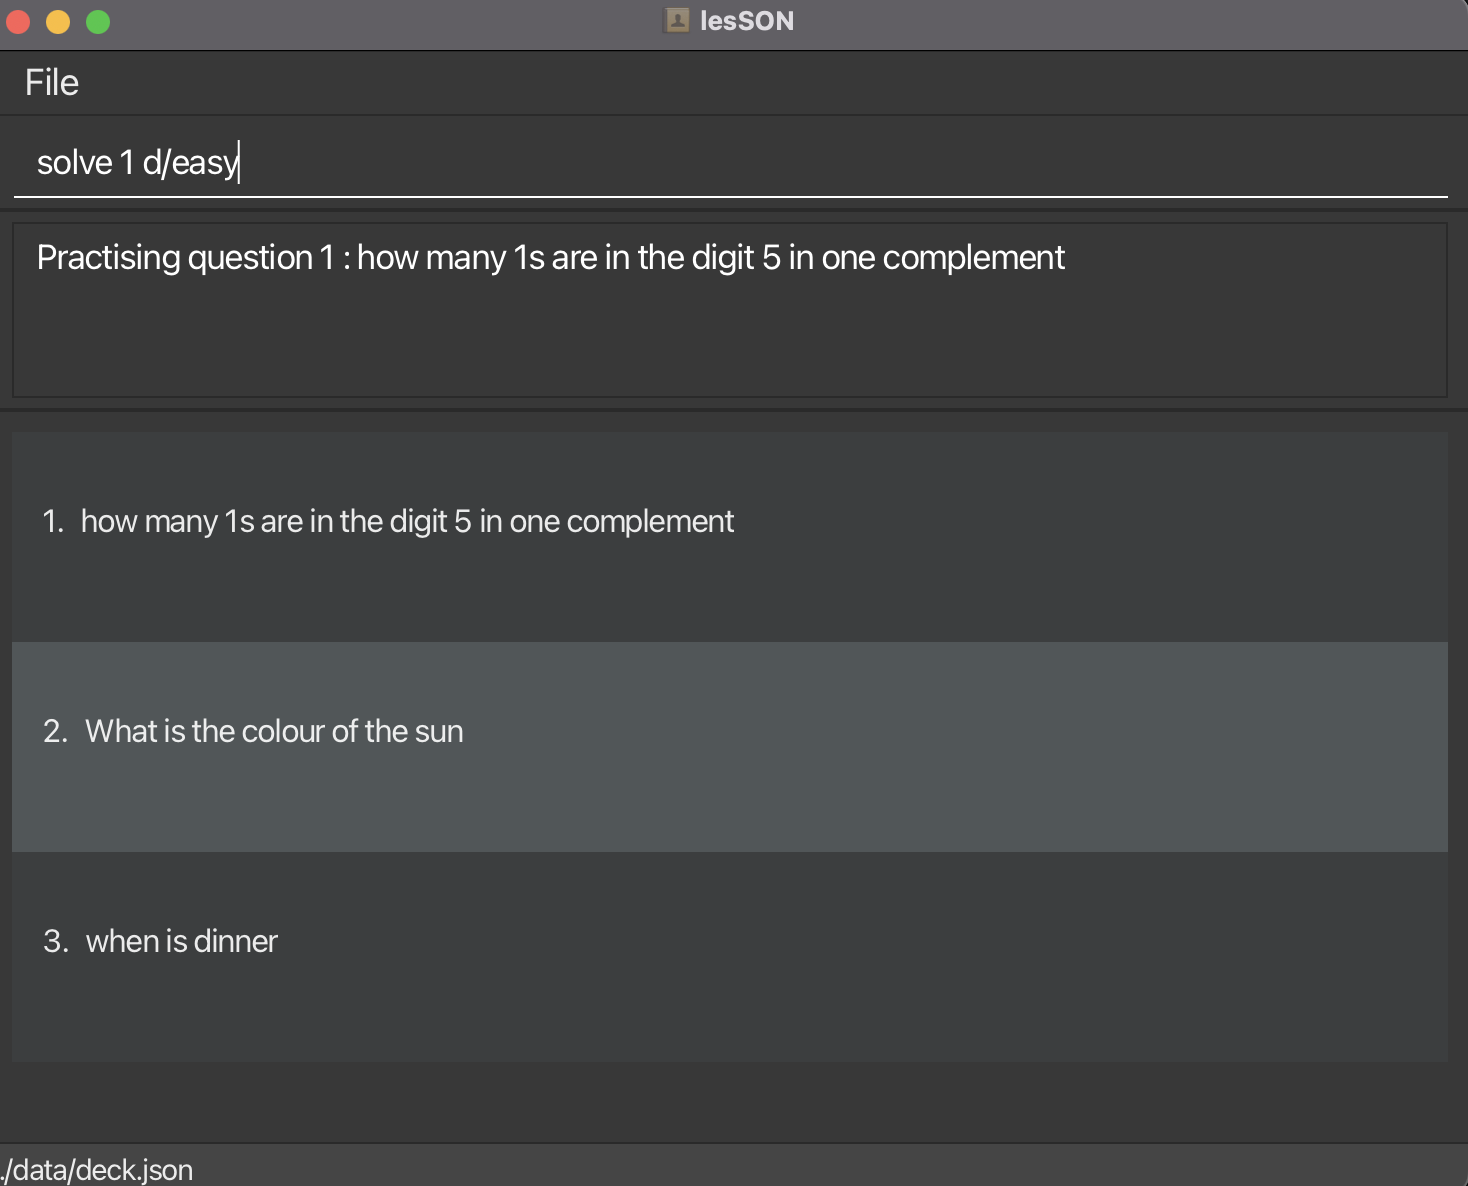 lesSON
File
solve 1 d/easy
Practising question 1 : how many 1s are in the digit 5 in one complement
1. how many 1s are in the digit 5 in one complement
2. What is the colour of the sun
3. when is dinner
./data/deck.json